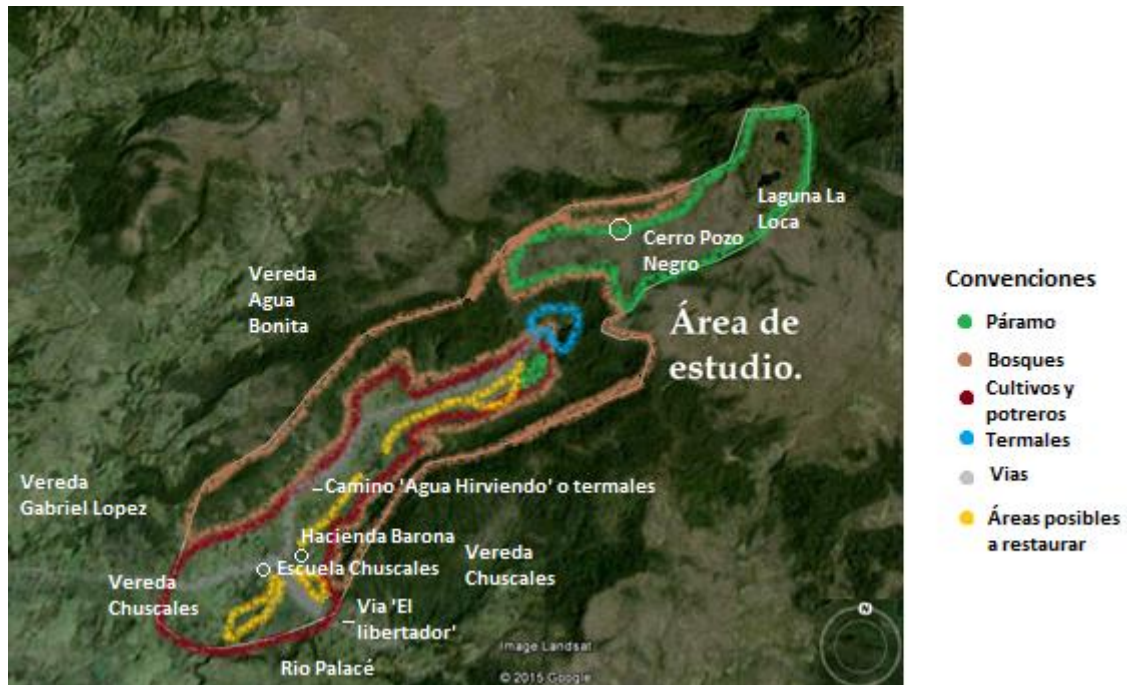 Laguna La
Loca
Cerro Pozo
Negro
Vereda
Agua
Bonita
Área de
estudio.
Vereda
Gabriel Lopez
Camino 'Agua Hirviendo' o termales
Hacienda Barona
Escuela Chuscales
Vereda
Chuscales
Vereda
Chuscales
Via 'El
libertador'
Rio Palacé
N
Image Landsat
© 2015 Google
Convenciones
Páramo
Bosques
Cultivos y
potreros
Termales
Vias
Áreas posibles
a restaurar